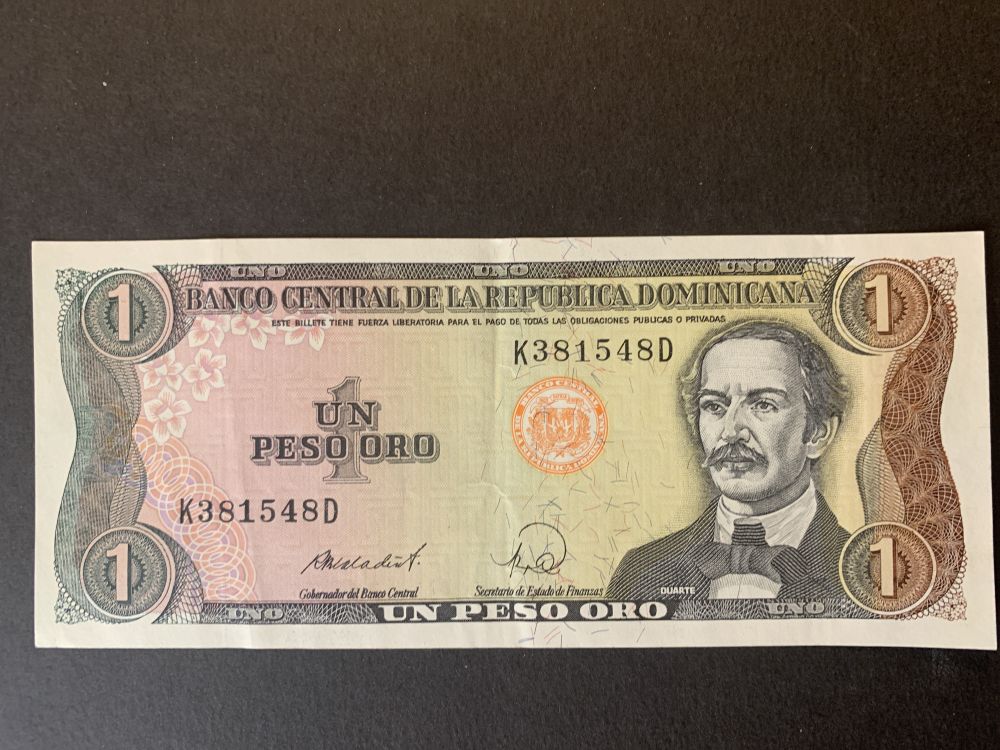 UNO UNO UNO
1 1
BANCO CENTRAL DE LA REPUBLICA DOMINICANA
ESTE BILLETE TIENE FUERZA LIBERATORIA PARA EL PAGO DE TODAS LAS OBLIGACIONES PUBLICAS O PRIVADAS
K381548D
1
UN
PESO ORO
BANCO CENTRAL
K381548D
1 1
Gobernador del Banco Central Secretario de Estado de Finanzas
DUARTE
UNO UN PESO ORO UNO